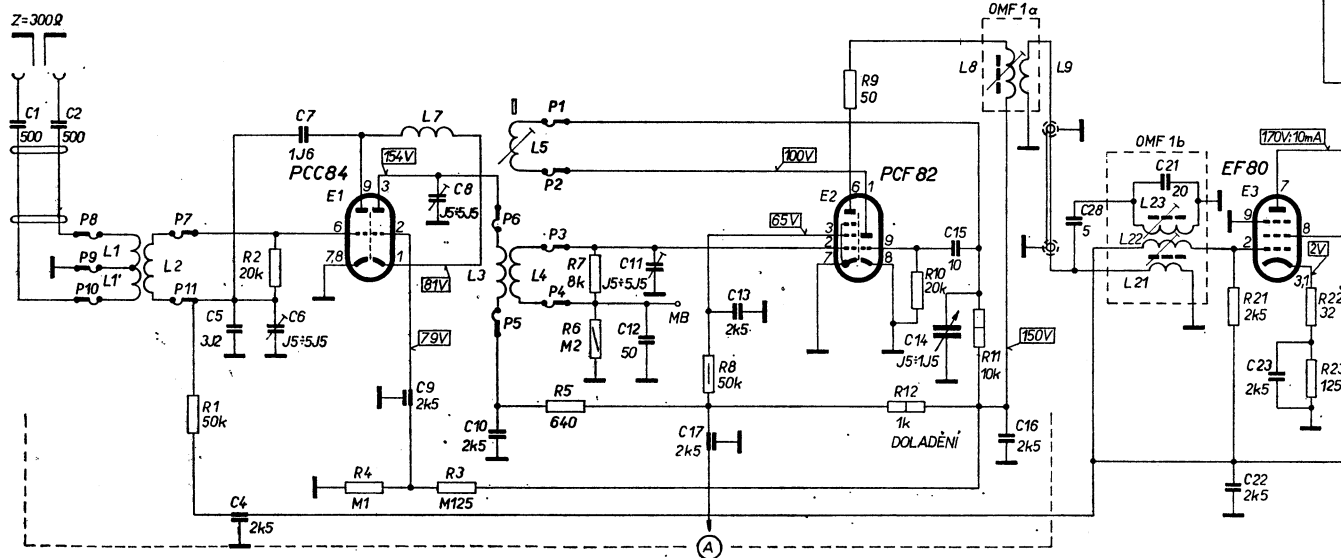 Z=300Ω
C1
500
C2
500
P8
P9
P10
L1
L1'
L2
P7
P11
C5
3J2
R2
20k
C6
J5÷5J5
R1
50k
C4
2k5
C7
1J6
L7
PCC84
E1
154V
9
3
6
2
7,8
1
81V
79V
C8
J5÷5J5
C9
2k5
R4
M1
R3
M125
L5
P1
P2
P6
L3
P5
L4
P3
P4
R7
8k
C11
J5÷5J5
R6
M2
C12
50
MB
C10
2k5
R5
640
C13
2k5
R8
50k
C17
2k5
A
100V
65V
R9
50
PCF 82
E2
6
1
3
2
7
9
8
C15
10
R10
20k
C14
J5÷1J5
R11
10k
R12
1k
DOLADĚNÍ
150V
C16
2k5
OMF 1a
L8
L9
OMF 1b
C28
5
C21
20
L23
L22
L21
170V;10mA
EF80
E3
7
9
2
8
3,1
2V
R21
2k5
R22
32
C23
2k5
R23
125
C22
2k5